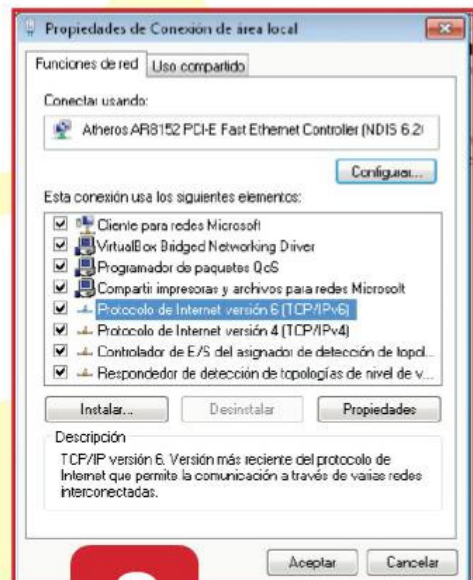 Propiedades de Conexión de área local
Funciones de red
Uso compartido
Conectar usando:
Atheros AR8152 PCI-E Fast Ethernet Controller (NDIS 6.2
Configurar...
Esta conexión usa los siguientes elementos:
Cliente para redes Microsoft
VirtualBox Bridged Networking Driver
Programador de paquetes QoS
Compartir impresoras y archivos para redes Microsoft
Protocolo de Internet versión 6 (TCP/IPv6)
Protocolo de Internet versión 4 (TCP/IPv4)
Controlador de E/S del asignador de detección de topol...
Respondedor de detección de topologías de nivel de v...
Instalar...
Desinstalar
Propiedades
Descripción
TCP/IP versión 6. Versión más reciente del protocolo de
Internet que permite la comunicación a través de varias redes
interconectadas.
Aceptar
Cancelar